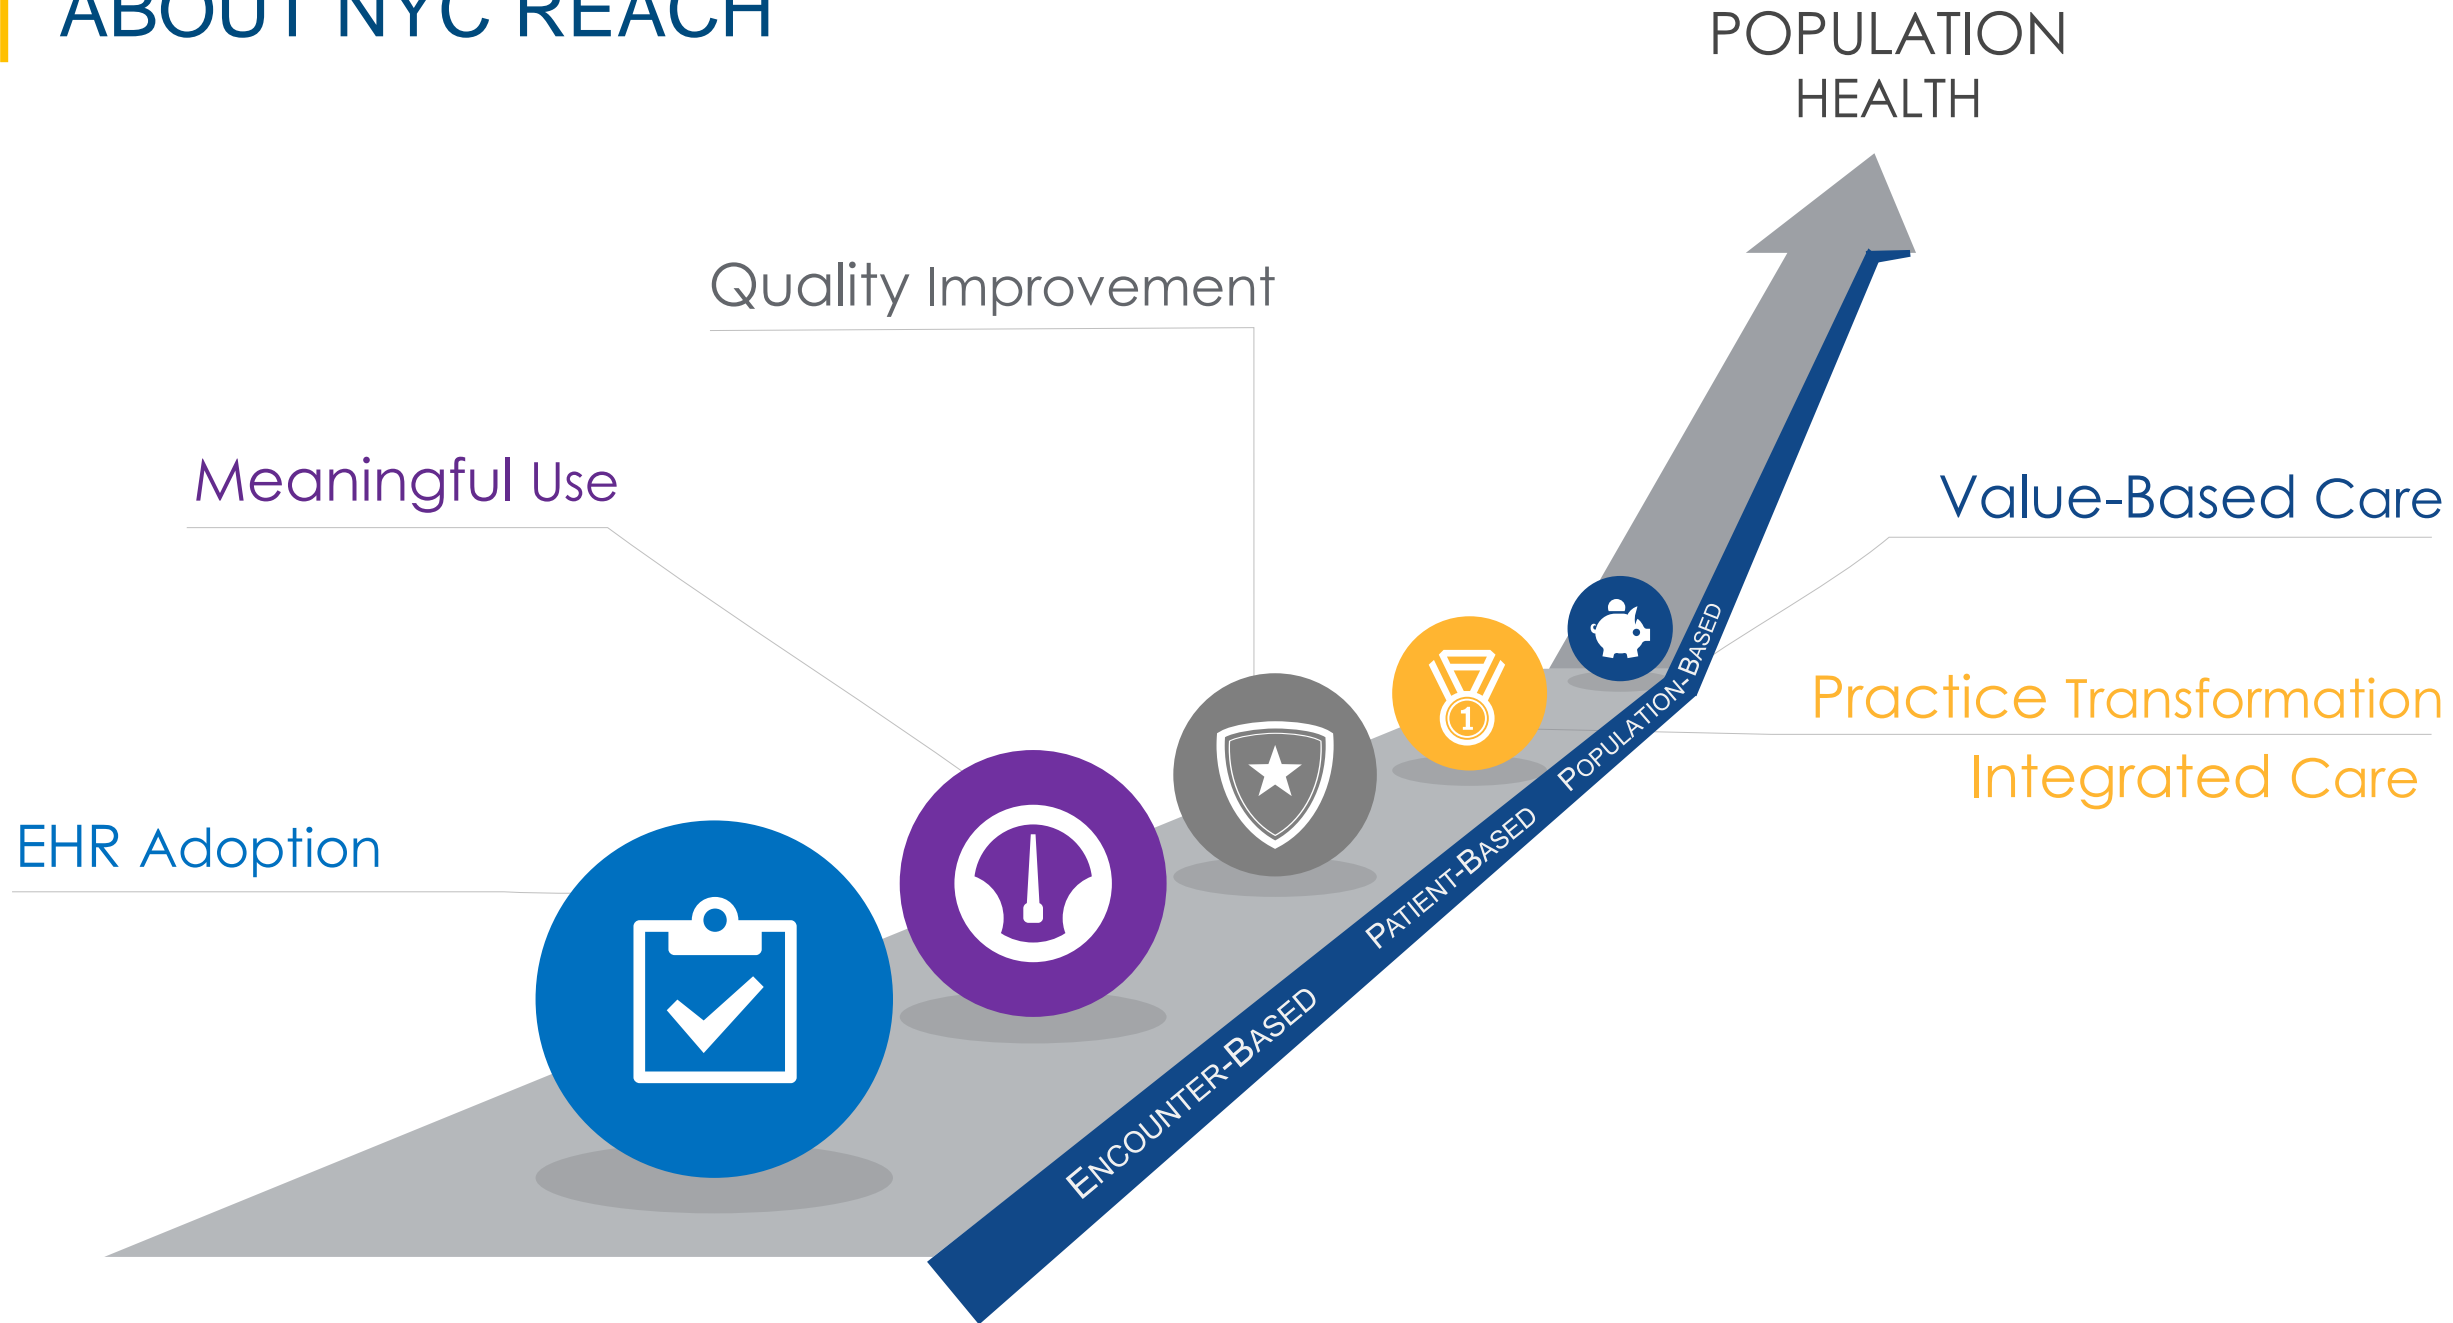 ABOUT NYC REACH
POPULATION
HEALTH
Quality Improvement
Meaningful Use
Value-Based Care
Practice Transformation
Integrated Care
EHR Adoption
1
ENCOUNTER-BASED
PATIENT-BASED
POPULATION-BASED